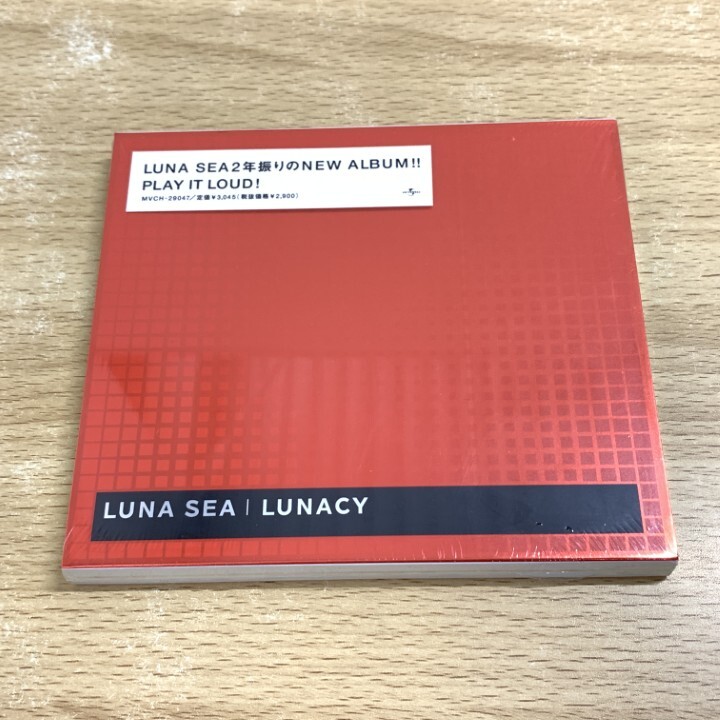 LUNA SEA2年振りのNEW ALBUM!!
PLAY IT LOUD!
MVCH-29047/定価¥3,045(税抜価格¥2,900)
LUNA SEA | LUNACY